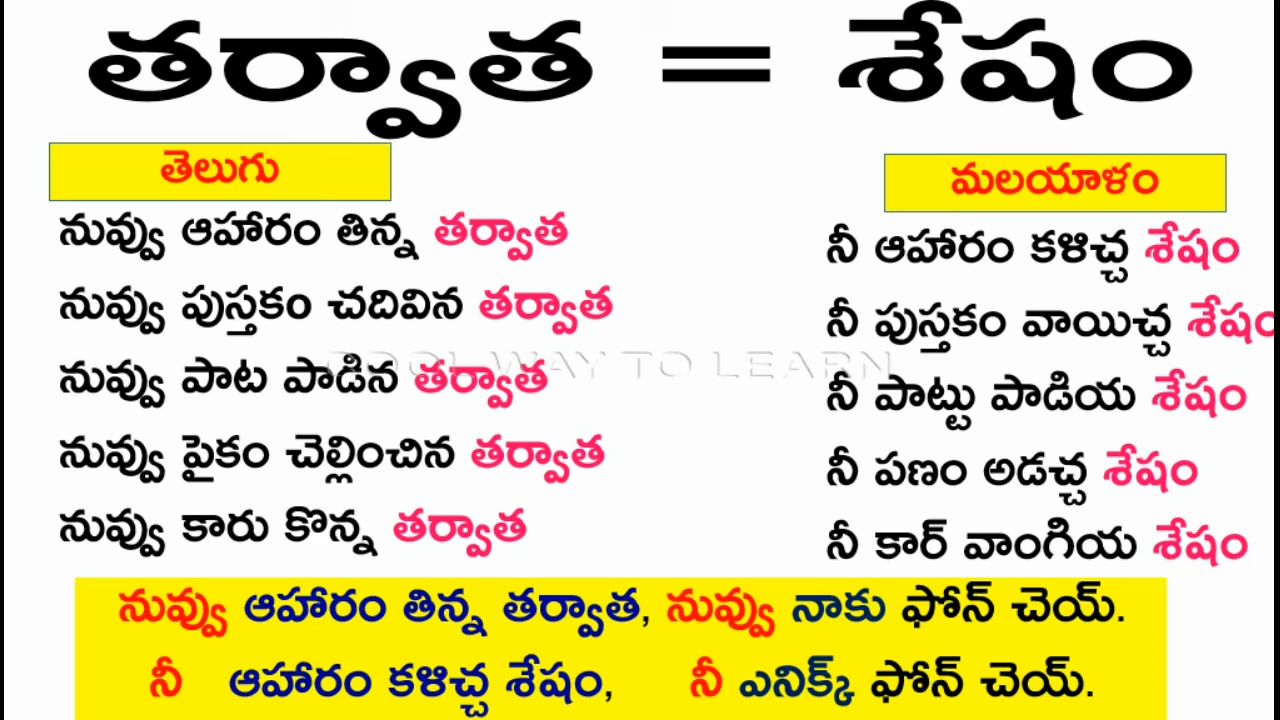 తర్వాత = శేషం
తెలుగు
మలయాళం
నువ్వు ఆహారం తిన్న తర్వాత
నీ ఆహారం కళిచ్చ శేషం
నువ్వు పుస్తకం చదివిన తర్వాత
నీ పుస్తకం వాయిచ్చ శేషం
COOL WAY TO LEARN
నువ్వు పాట పాడిన తర్వాత
నీ పాట్టు పాడియ శేషం
నువ్వు పైకం చెల్లించిన తర్వాత
నీ పణం అడచ్చ శేషం
నువ్వు కారు కొన్న తర్వాత
నీ కార్ వాంగియ శేషం
నువ్వు ఆహారం తిన్న తర్వాత, నువ్వు నాకు ఫోన్ చెయ్.
నీ ఆహారం కళిచ్చ శేషం, నీ ఎనిక్క్ ఫోన్ చెయ్.